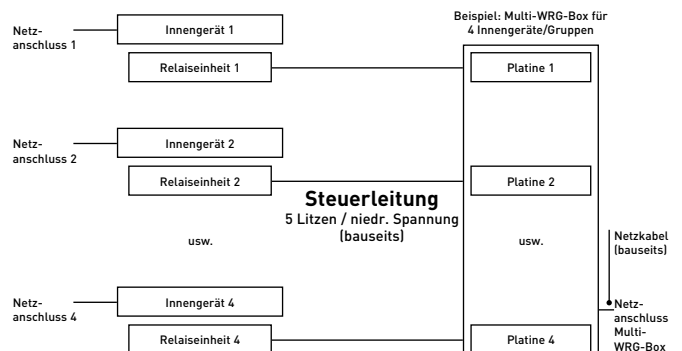 Beispiel: Multi-WRG-Box für
4 Innengeräte/Gruppen
Netz-
anschluss 1
Innengerät 1
Relaiseinheit 1
Platine 1
Netz-
anschluss 2
Innengerät 2
Relaiseinheit 2
Platine 2
Steuerleitung
5 Litzen / niedr. Spannung
(bauseits)
usw.
usw.
Netzkabel
(bauseits)
Netz-
anschluss 4
Innengerät 4
Relaiseinheit 4
Platine 4
Netz-
anschluss
Multi-
WRG-Box